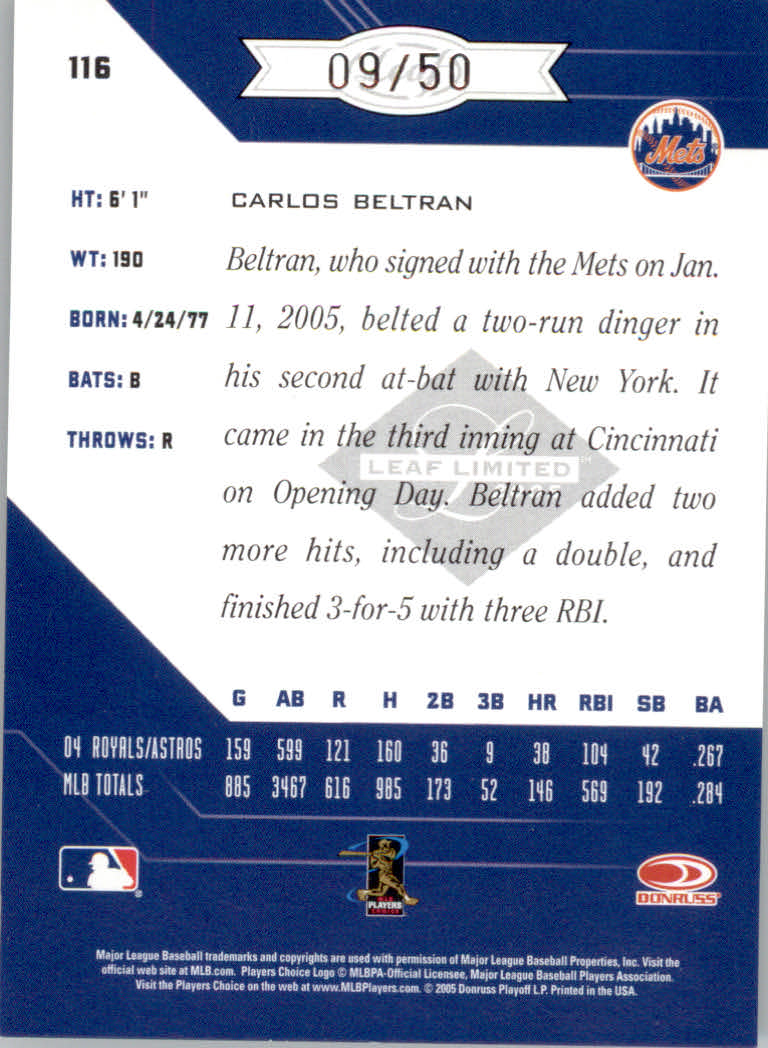 116
09/50
Mets
HT: 6' 1"
CARLOS BELTRAN
WT: 190
BORN: 4/24/77
BATS: B
THROWS: R
Beltran, who signed with the Mets on Jan.
11, 2005, belted a two-run dinger in
his second at-bat with New York. It
came in the third inning at Cincinnati
on Opening Day. Beltran added two
more hits, including a double, and
finished 3-for-5 with three RBI.
LEAF LIMITED
G AB R H 2B 3B HR RBI SB BA
04 ROYALS/ASTROS 159 599 121 160 36 9 38 104 42 .267
MLB TOTALS 885 3467 616 985 173 52 146 569 192 .284
MLB
PLAYERS
CHOICE
DONRUSS
Major League Baseball trademarks and copyrights are used with permission of Major League Baseball Properties, Inc. Visit the
official web site at MLB.com. Players Choice Logo © MLBPA-Official Licensee, Major League Baseball Players Association.
Visit the Players Choice on the web at www.MLBPlayers.com. © 2005 Donruss Playoff L.P. Printed in the USA.